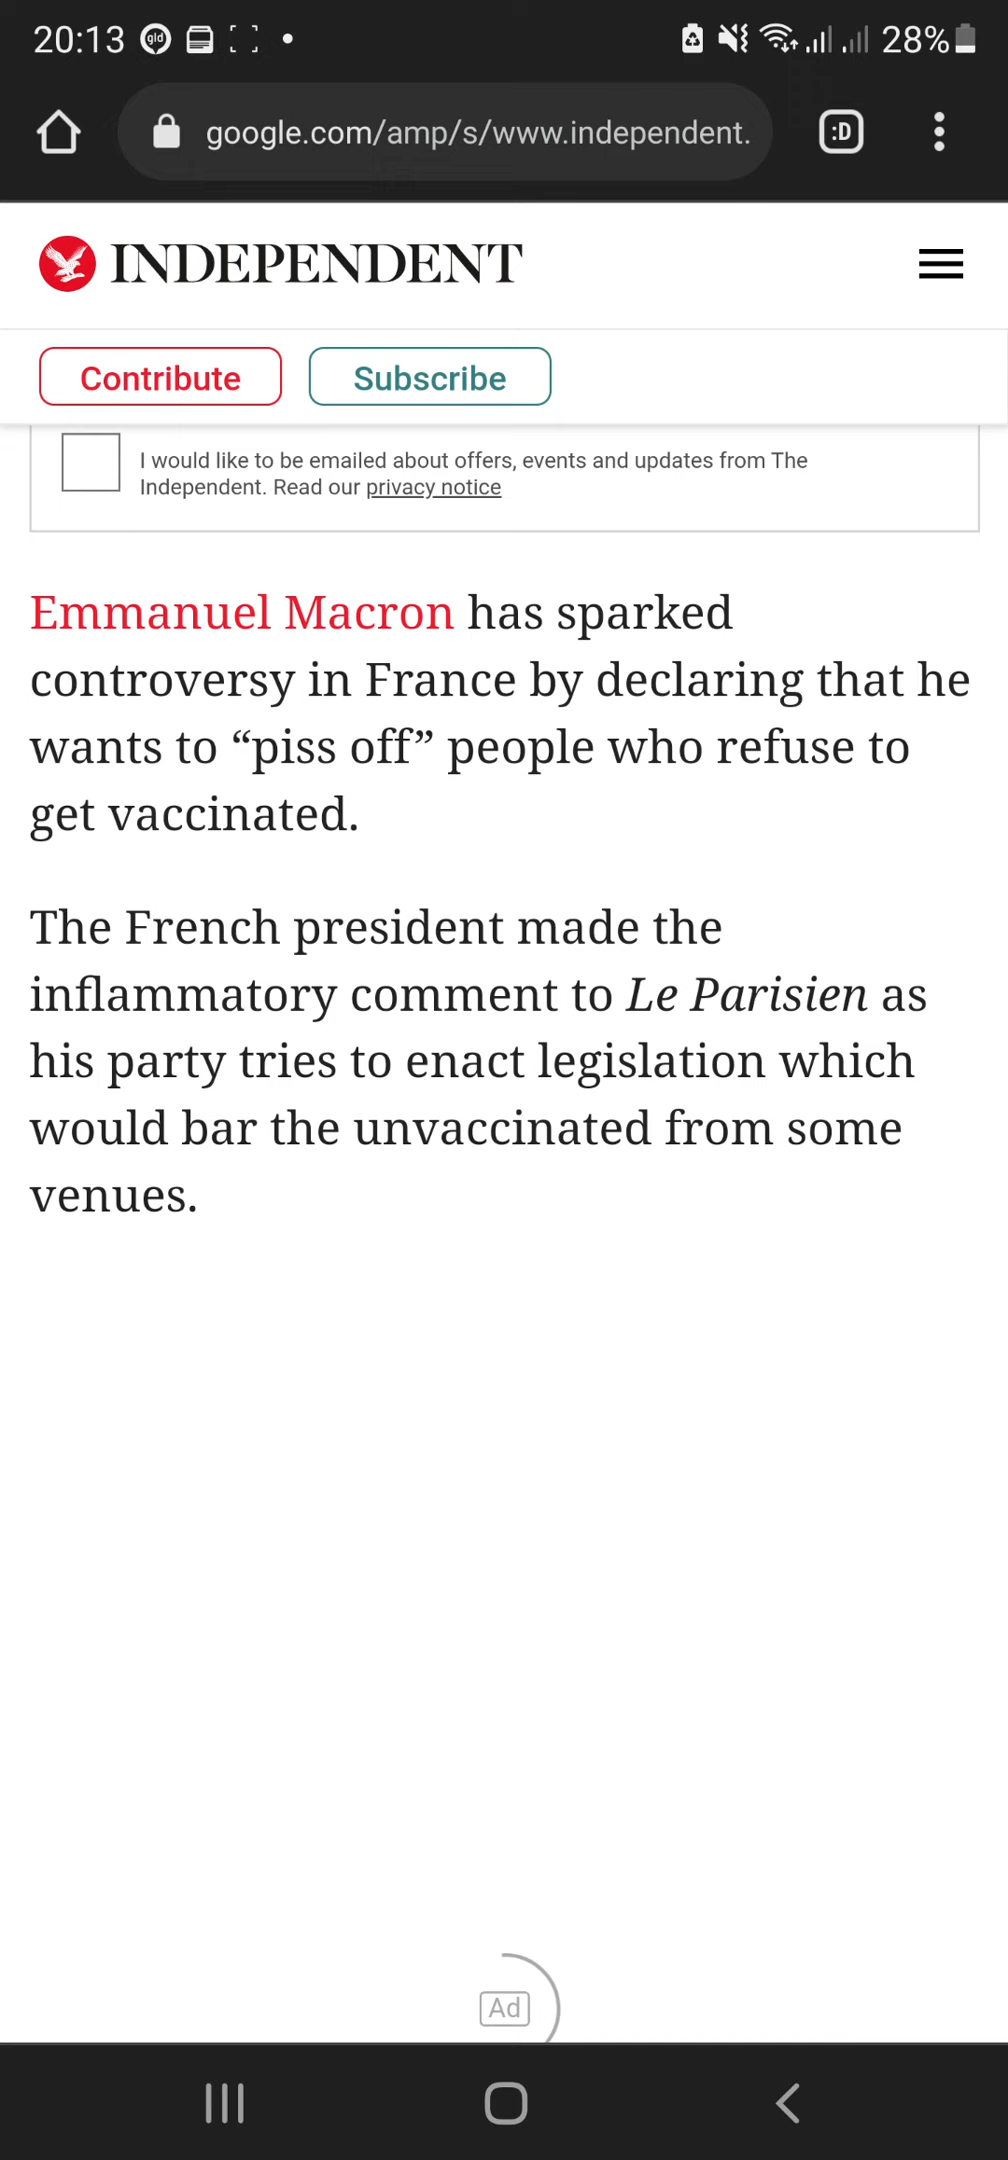 20:13 gld 28%
google.com/amp/s/www.independent. :D
INDEPENDENT
Contribute Subscribe
I would like to be emailed about offers, events and updates from The
Independent. Read our privacy notice
Emmanuel Macron has sparked
controversy in France by declaring that he
wants to “piss off” people who refuse to
get vaccinated.
The French president made the
inflammatory comment to Le Parisien as
his party tries to enact legislation which
would bar the unvaccinated from some
venues.
Ad